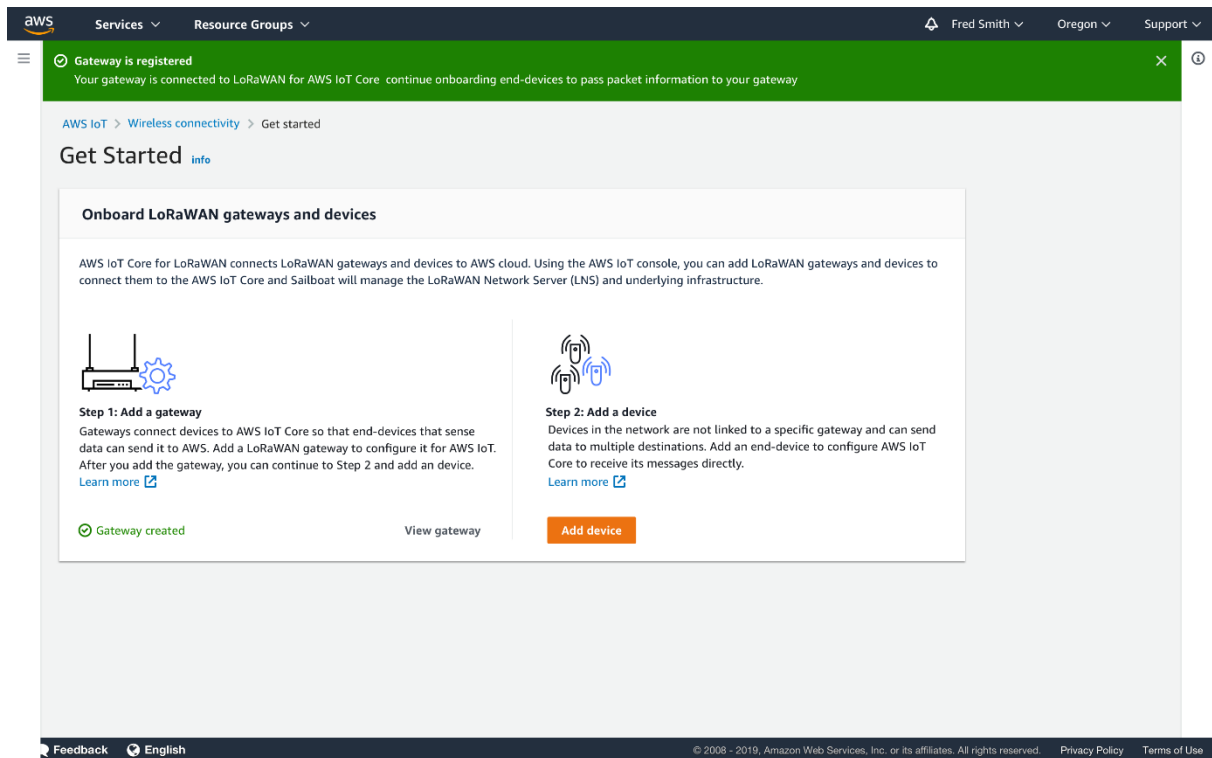 aws Services Resource Groups Fred Smith Oregon Support
Gateway is registered
Your gateway is connected to LoRaWAN for AWS IoT Core continue onboarding end-devices to pass packet information to your gateway
AWS IoT > Wireless connectivity > Get started
Get Started info
Onboard LoRaWAN gateways and devices
AWS IoT Core for LoRaWAN connects LoRaWAN gateways and devices to AWS cloud. Using the AWS IoT console, you can add LoRaWAN gateways and devices to
connect them to the AWS IoT Core and Sailboat will manage the LoRaWAN Network Server (LNS) and underlying infrastructure.
Step 1: Add a gateway
Gateways connect devices to AWS IoT Core so that end-devices that sense
data can send it to AWS. Add a LoRaWAN gateway to configure it for AWS IoT.
After you add the gateway, you can continue to Step 2 and add an device.
Learn more
Gateway created View gateway
Step 2: Add a device
Devices in the network are not linked to a specific gateway and can send
data to multiple destinations. Add an end-device to configure AWS IoT
Core to receive its messages directly.
Learn more
Add device
Feedback English © 2008 - 2019, Amazon Web Services, Inc. or its affiliates. All rights reserved. Privacy Policy Terms of Use